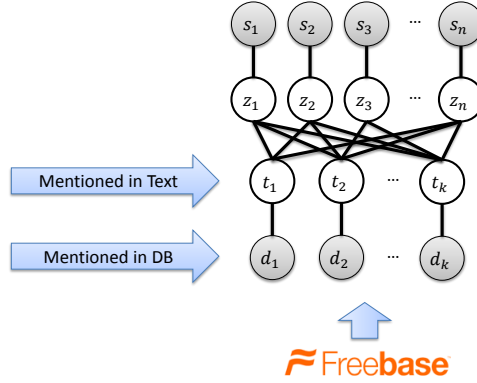 s₁ s₂ s₃ ... sₙ
z₁ z₂ z₃ ... zₙ
Mentioned in Text t₁ t₂ ... tₖ
Mentioned in DB d₁ d₂ ... dₖ
Freebase™